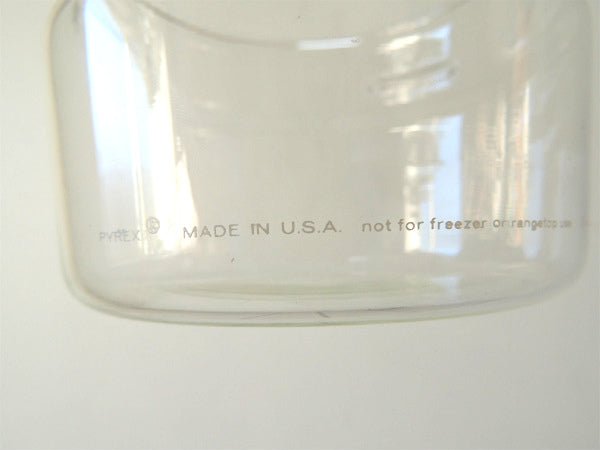 PYREX® MADE IN U.S.A. not for freezer or rangetop use